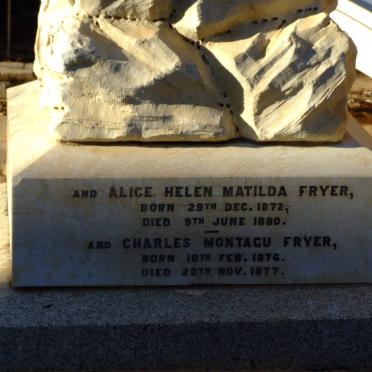 AND ALICE HELEN MATILDA FRYER,
BORN 29TH DEC. 1872,
DIED 9TH JUNE 1880.
AND CHARLES MONTAGU FRYER,
BORN 10TH FEB. 1876.
DIED 20TH NOV. 1877.